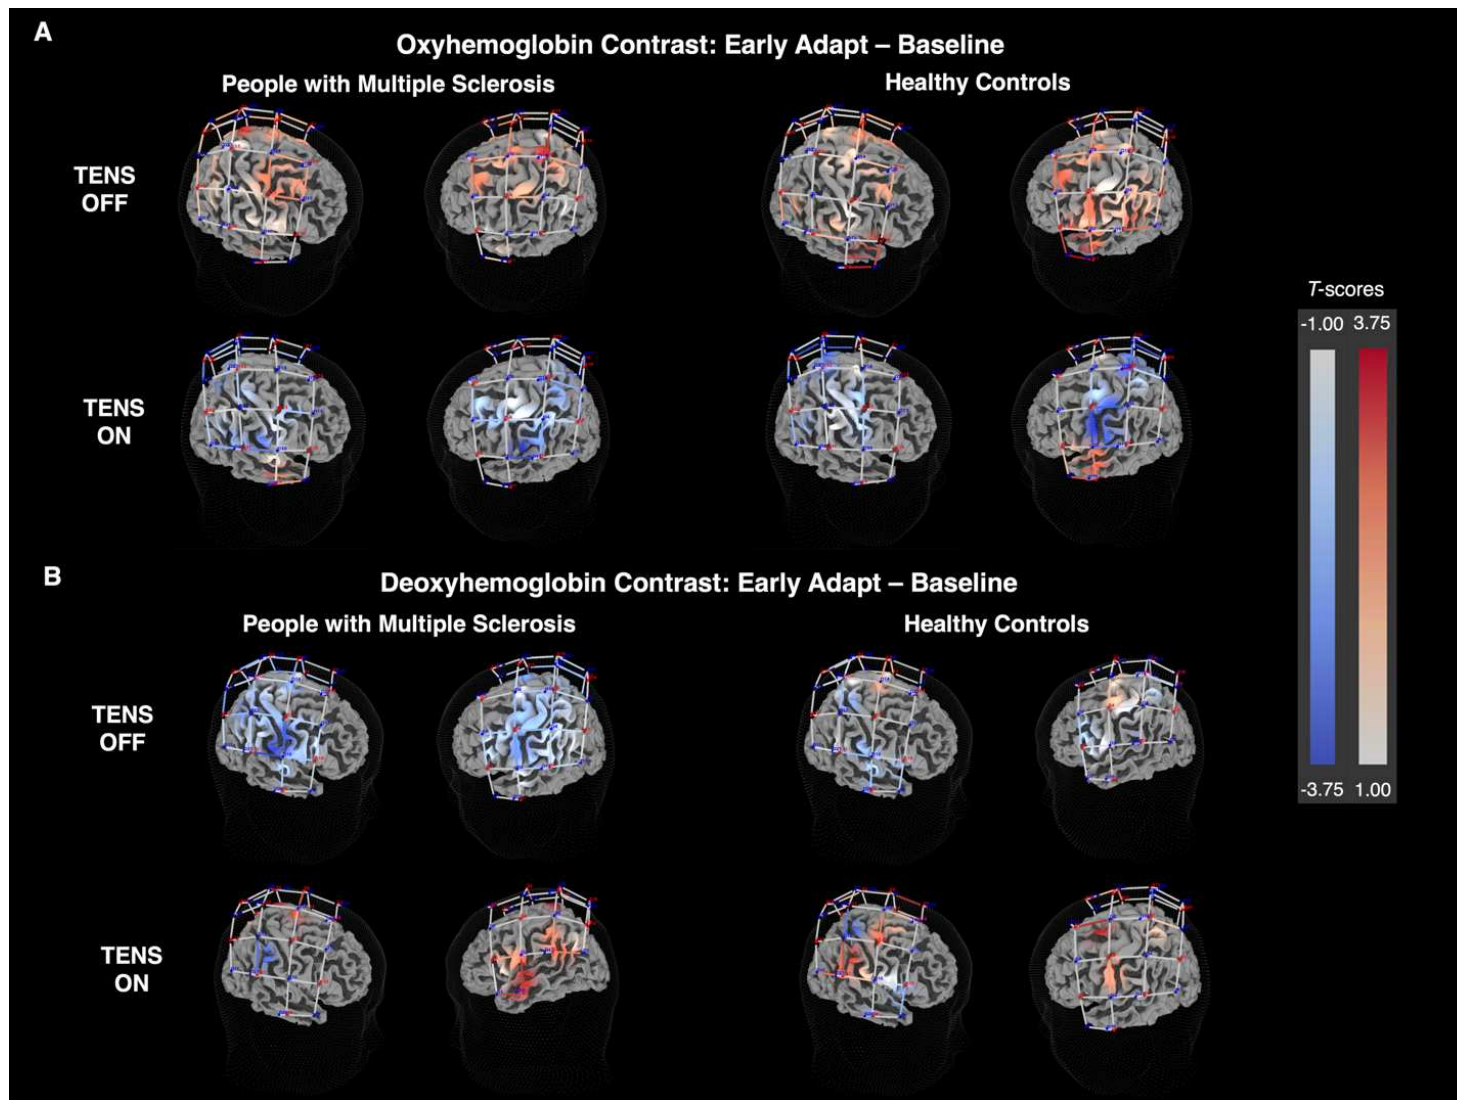 A
Oxyhemoglobin Contrast: Early Adapt – Baseline
People with Multiple Sclerosis
Healthy Controls
TENS
OFF
TENS
ON
T-scores
-1.00 3.75
-3.75 1.00
B
Deoxyhemoglobin Contrast: Early Adapt – Baseline
People with Multiple Sclerosis
Healthy Controls
TENS
OFF
TENS
ON